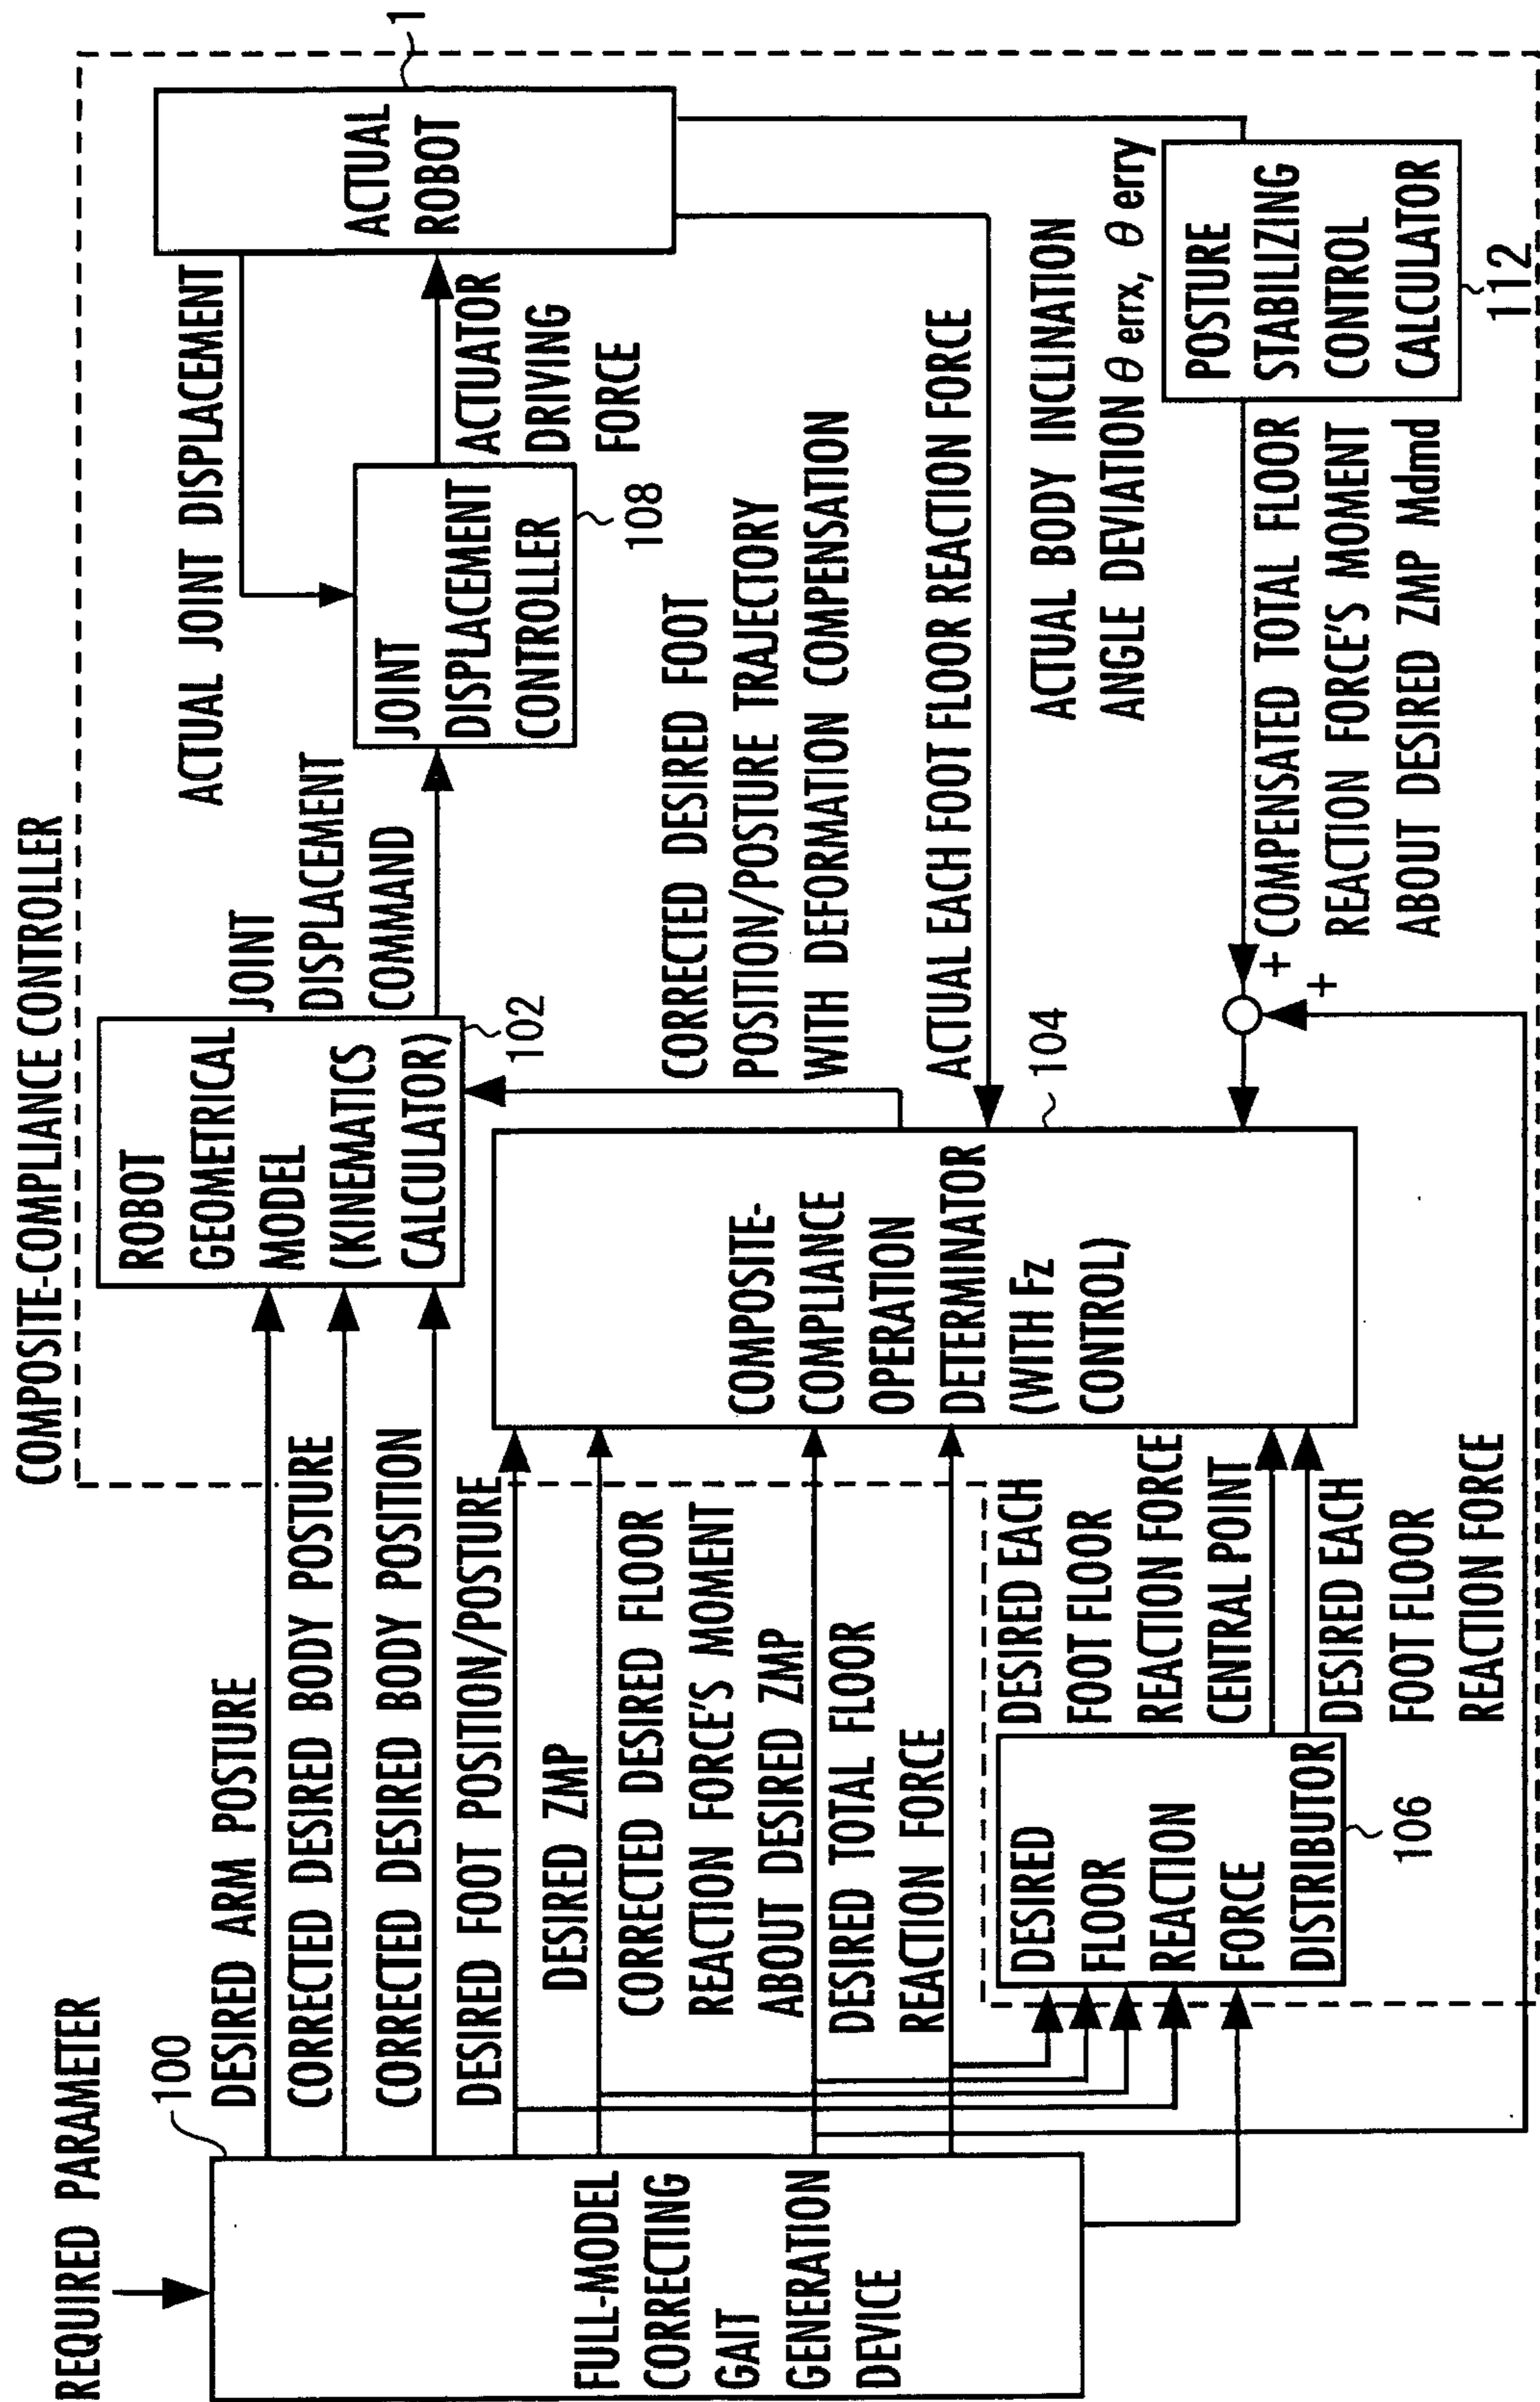 COMPOSITE-COMPLIANCE CONTROLLER
REQUIRED PARAMETER
100
FULL-MODEL
CORRECTING
GAIT
GENERATION
DEVICE
DESIRED ARM POSTURE
CORRECTED DESIRED BODY POSTURE
CORRECTED DESIRED BODY POSITION
DESIRED FOOT POSITION/POSTURE
DESIRED ZMP
CORRECTED DESIRED FLOOR
REACTION FORCE'S MOMENT
ABOUT DESIRED ZMP
DESIRED TOTAL FLOOR
REACTION FORCE
DESIRED
FLOOR
REACTION
FORCE
DISTRIBUTOR
106
DESIRED EACH
FOOT FLOOR
REACTION FORCE
CENTRAL POINT
DESIRED EACH
FOOT FLOOR
REACTION FORCE
ROBOT
GEOMETRICAL
MODEL
(KINEMATICS
CALCULATOR)
102
COMPOSITE-
COMPLIANCE
OPERATION
DETERMINATOR
(WITH Fz
CONTROL)
104
JOINT
DISPLACEMENT
COMMAND
JOINT
DISPLACEMENT
CONTROLLER
108
ACTUAL JOINT DISPLACEMENT
ACTUATOR
DRIVING
FORCE
ACTUAL
ROBOT
1
CORRECTED DESIRED FOOT
POSITION/POSTURE TRAJECTORY
WITH DEFORMATION COMPENSATION
ACTUAL EACH FOOT FLOOR REACTION FORCE
ACTUAL BODY INCLINATION
ANGLE DEVIATION θ errx, θ erry
POSTURE
STABILIZING
CONTROL
CALCULATOR
112
+
+
COMPENSATED TOTAL FLOOR
REACTION FORCE'S MOMENT
ABOUT DESIRED ZMP Mdmd